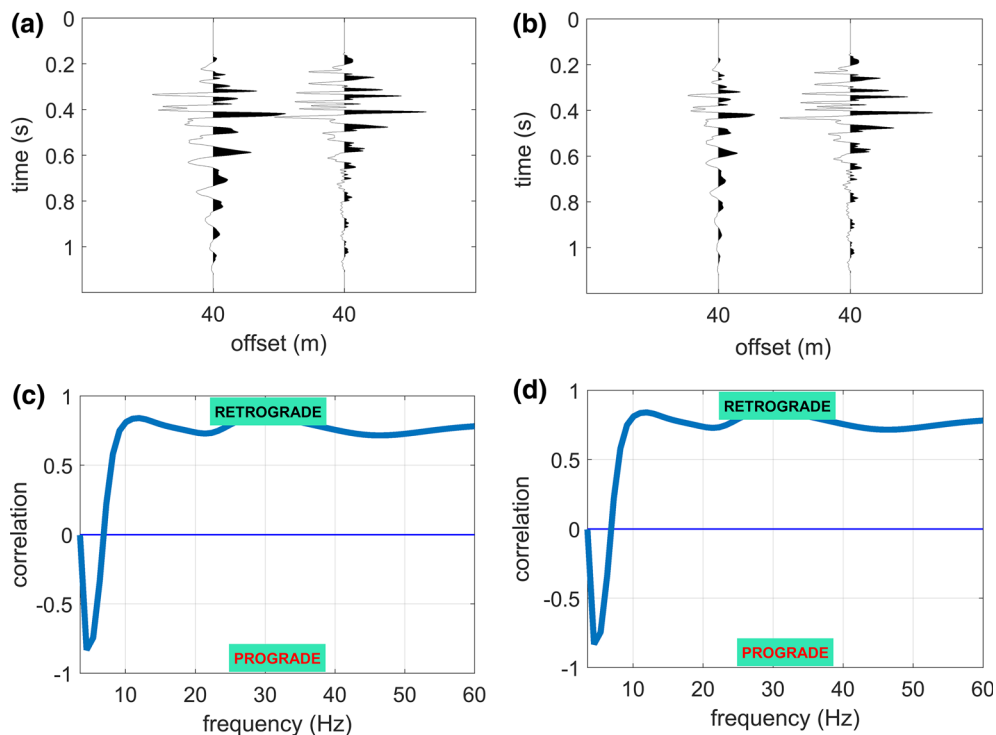 (a)
0
0.2
0.4
0.6
0.8
1
time (s)
40 40
offset (m)
(b)
0
0.2
0.4
0.6
0.8
1
time (s)
40 40
offset (m)
(c)
1
0.5
0
-0.5
-1
correlation
RETROGRADE
PROGRADE
10 20 30 40 50 60
frequency (Hz)
(d)
1
0.5
0
-0.5
-1
correlation
RETROGRADE
PROGRADE
10 20 30 40 50 60
frequency (Hz)